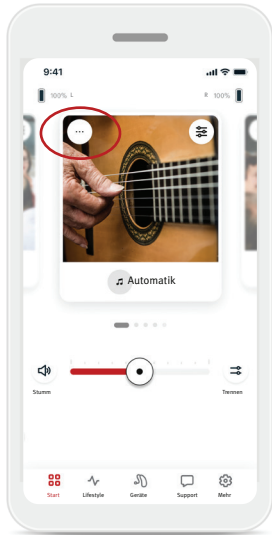 9:41
100% L
R 100%
Automatik
Stumm
Trennen
Start Lifestyle Geräte Support Mehr